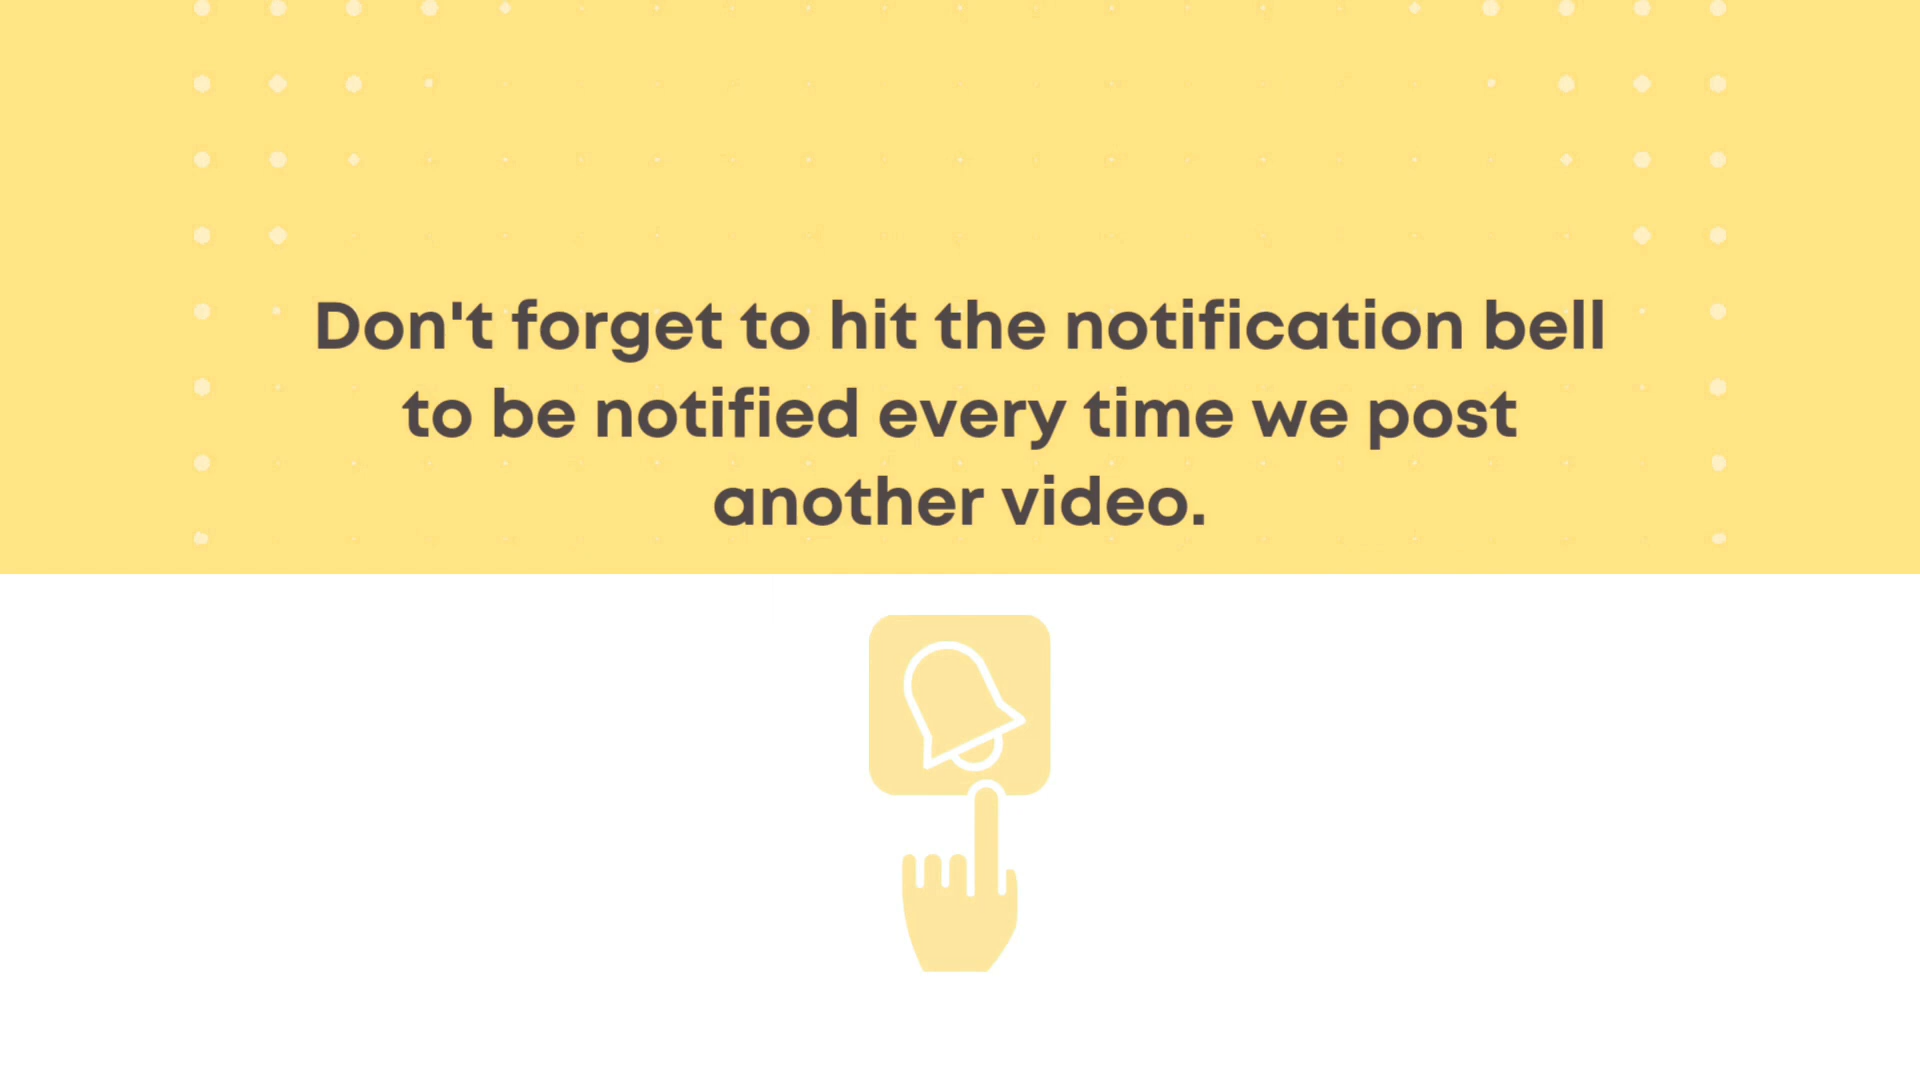 Don't forget to hit the notification bell
to be notified every time we post
another video.